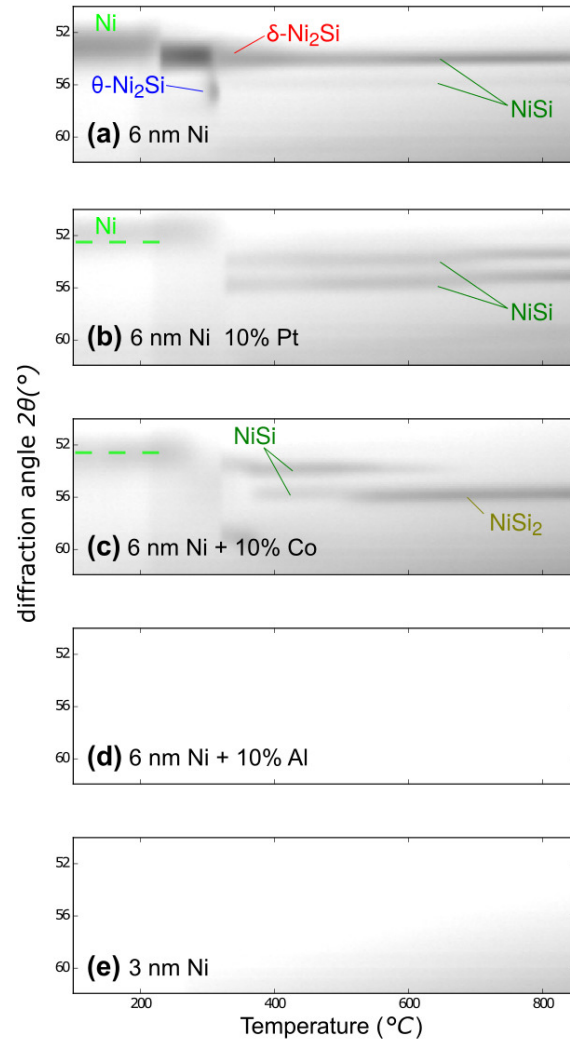 52
56
60
Ni
δ-Ni₂Si
θ-Ni₂Si
NiSi
(a) 6 nm Ni
52
56
60
Ni
NiSi
(b) 6 nm Ni 10% Pt
52
56
60
NiSi
NiSi₂
(c) 6 nm Ni + 10% Co
52
56
60
(d) 6 nm Ni + 10% Al
52
56
60
(e) 3 nm Ni
200
400
600
800
Temperature (°C)
diffraction angle 2θ(°)